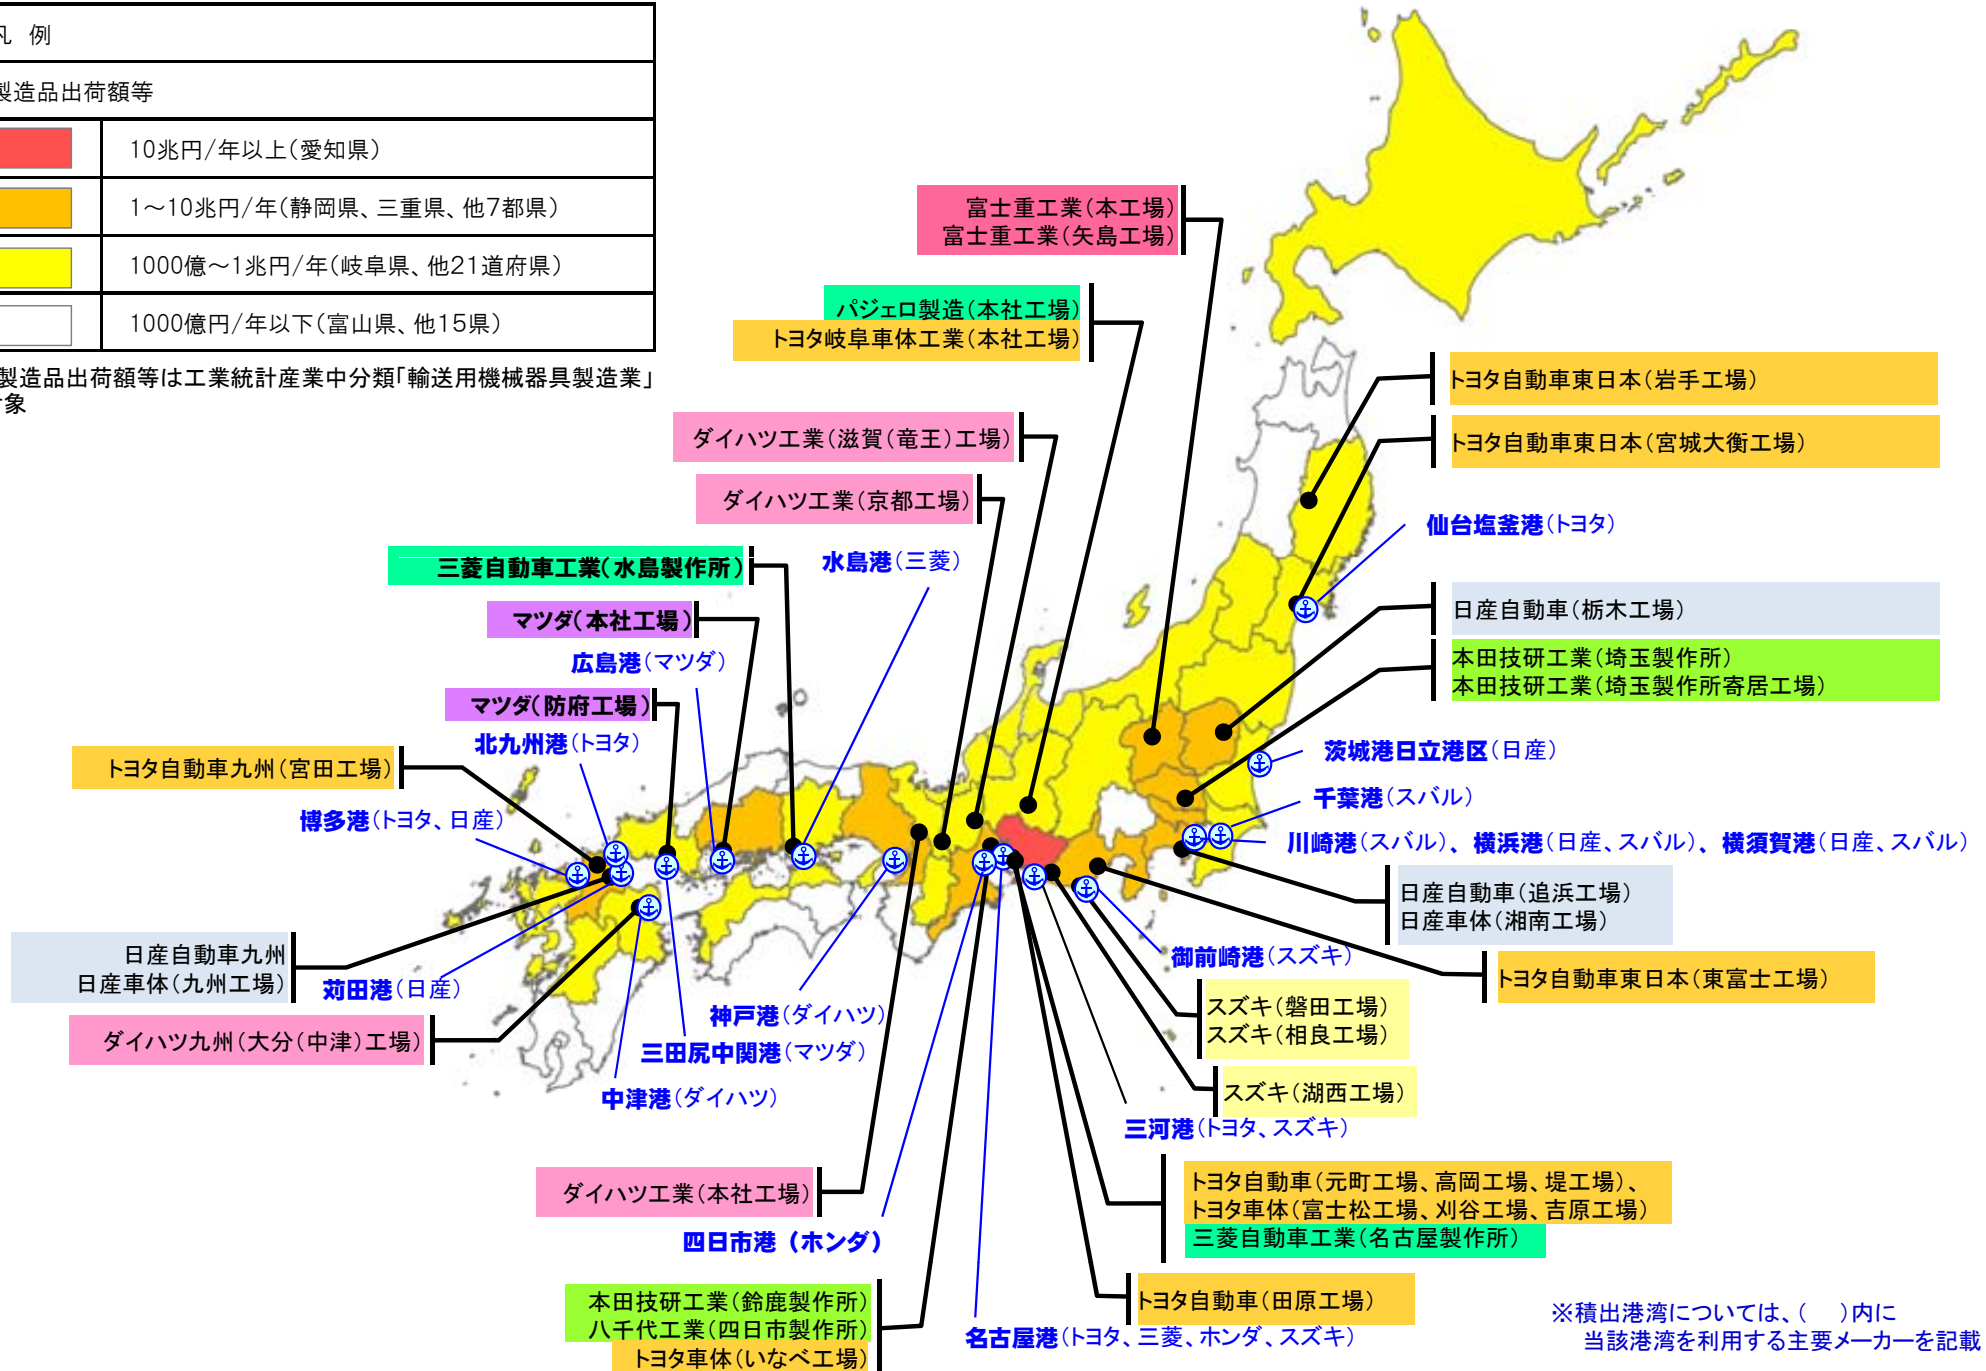 凡 例
製造品出荷額等
10兆円/年以上(愛知県)
1～10兆円/年(静岡県、三重県、他7都県)
1000億～1兆円/年(岐阜県、他21道府県)
1000億円/年以下(富山県、他15県)
製造品出荷額等は工業統計産業中分類｢輸送用機械器具製造業｣
象
富士重工業(本工場)
富士重工業(矢島工場)
パジェロ製造(本社工場)
トヨタ岐阜車体工業(本社工場)
トヨタ自動車東日本(岩手工場)
ダイハツ工業(滋賀(竜王)工場)
トヨタ自動車東日本(宮城大衡工場)
ダイハツ工業(京都工場)
仙台塩釜港(トヨタ)
三菱自動車工業(水島製作所)
水島港(三菱)
マツダ(本社工場)
日産自動車(栃木工場)
広島港(マツダ)
本田技研工業(埼玉製作所)
本田技研工業(埼玉製作所寄居工場)
マツダ(防府工場)
北九州港(トヨタ)
茨城港日立港区(日産)
トヨタ自動車九州(宮田工場)
千葉港(スバル)
博多港(トヨタ、日産)
川崎港(スバル)、横浜港(日産、スバル)、横須賀港(日産、スバル)
日産自動車(追浜工場)
日産車体(湘南工場)
日産自動車九州
日産車体(九州工場)
苅田港(日産)
御前崎港(スズキ)
トヨタ自動車東日本(東富士工場)
神戸港(ダイハツ)
スズキ(磐田工場)
スズキ(相良工場)
ダイハツ九州(大分(中津)工場)
三田尻中関港(マツダ)
中津港(ダイハツ)
スズキ(湖西工場)
三河港(トヨタ、スズキ)
ダイハツ工業(本社工場)
トヨタ自動車(元町工場、高岡工場、堤工場)、
トヨタ車体(富士松工場、刈谷工場、吉原工場)
三菱自動車工業(名古屋製作所)
四日市港(ホンダ)
本田技研工業(鈴鹿製作所)
八千代工業(四日市製作所)
トヨタ車体(いなべ工場)
トヨタ自動車(田原工場)
名古屋港(トヨタ、三菱、ホンダ、スズキ)
※積出港湾については、(　)内に
当該港湾を利用する主要メーカーを記載